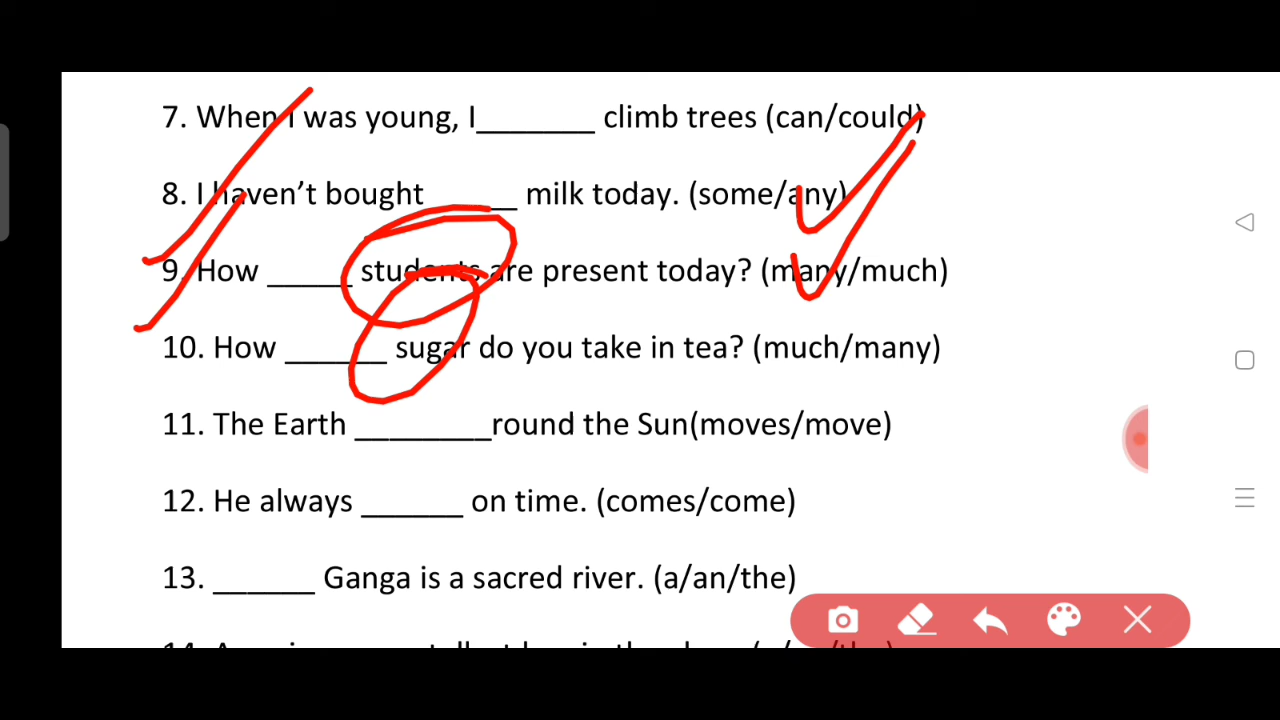 7. When I was young, I_______ climb trees (can/could)
8. I haven’t bought ______ milk today. (some/any)
9. How _____ students are present today? (many/much)
10. How ______ sugar do you take in tea? (much/many)
11. The Earth ________round the Sun(moves/move)
12. He always ______ on time. (comes/come)
13. ______ Ganga is a sacred river. (a/an/the)